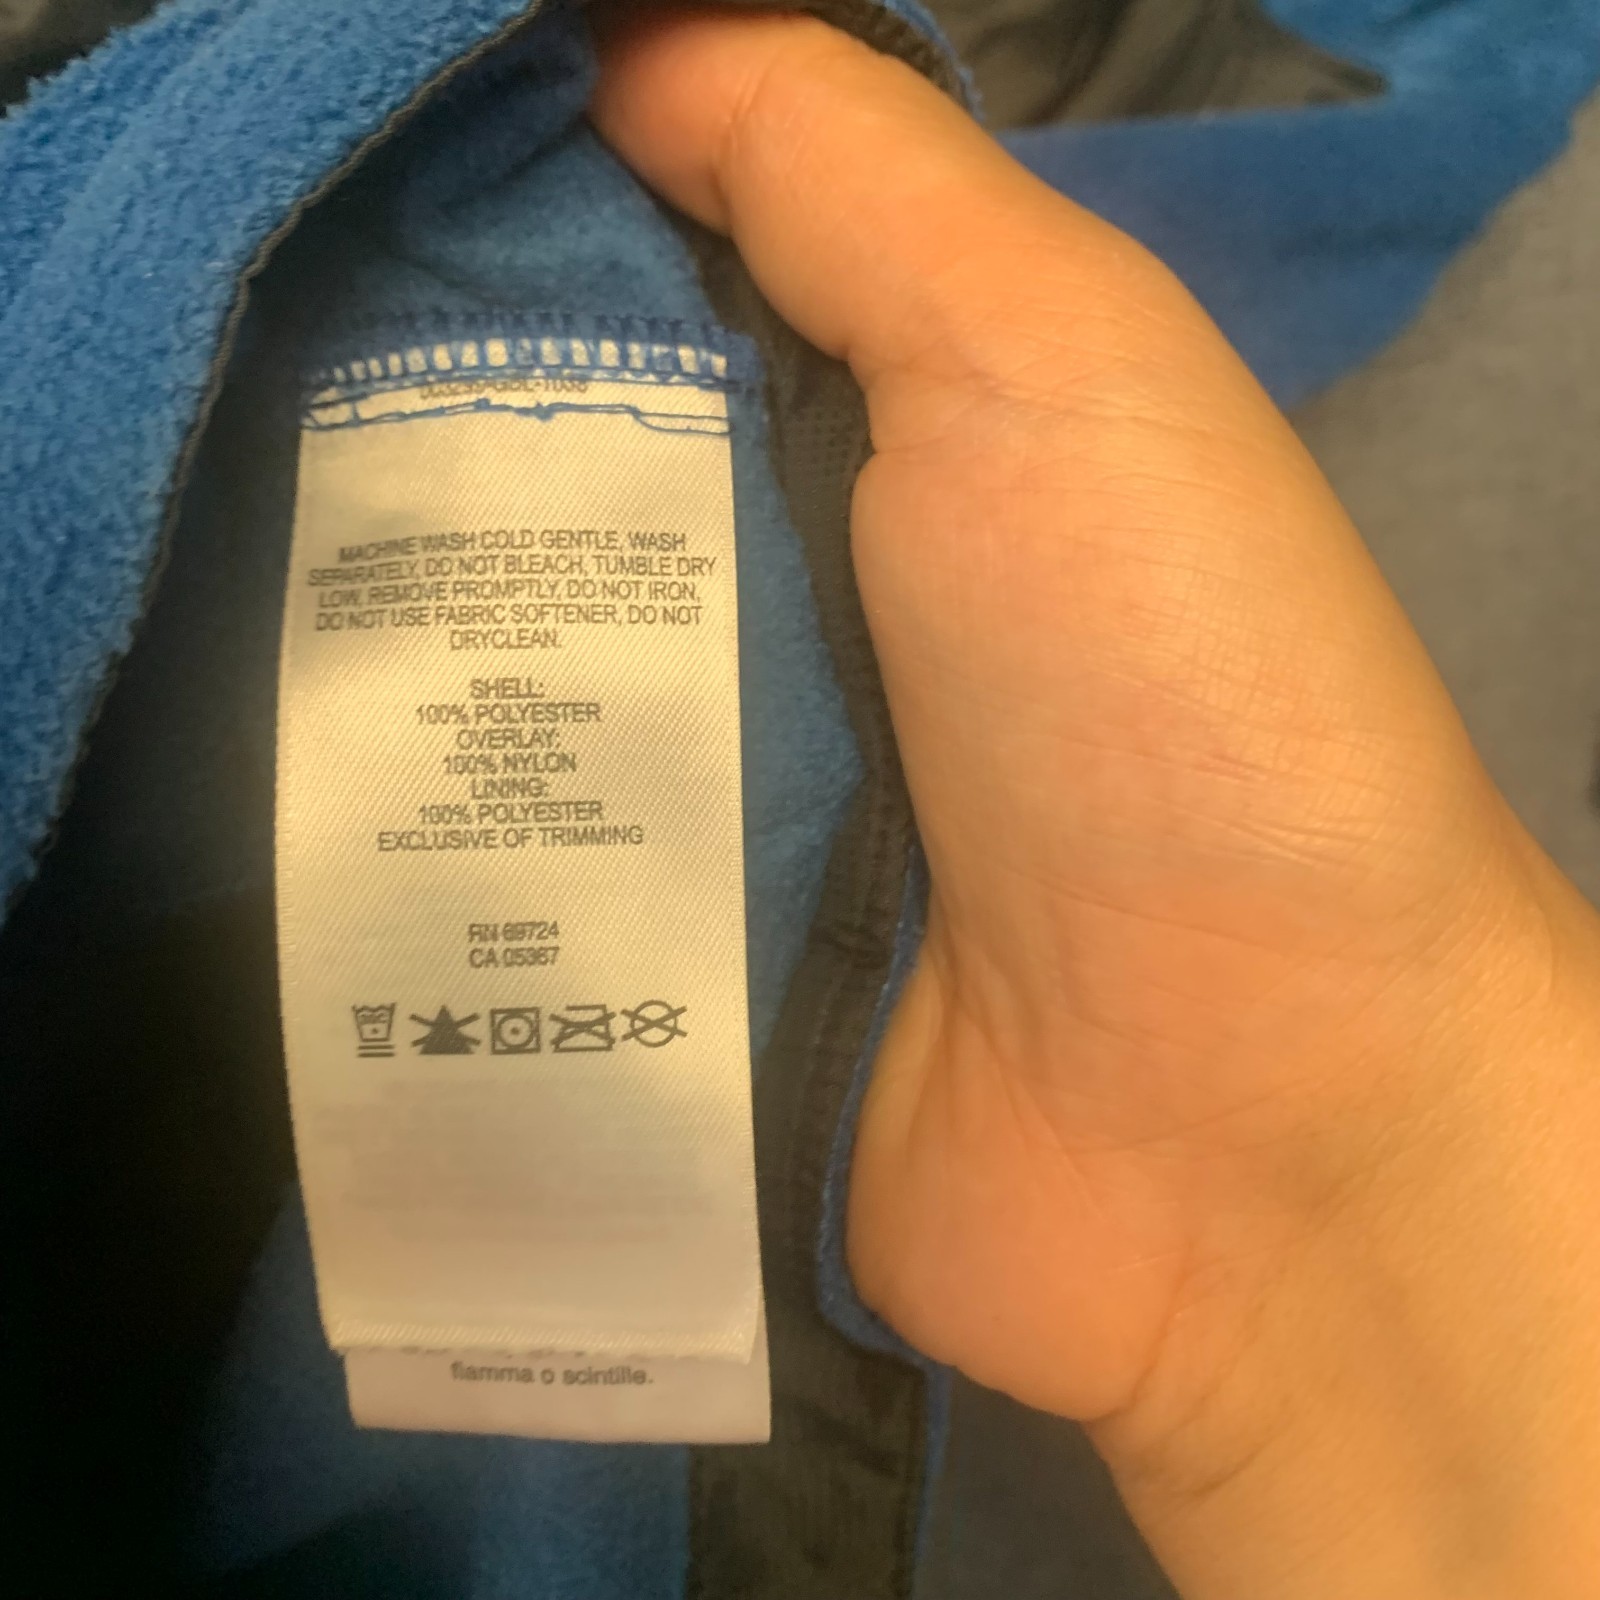 MACHINE WASH COLD GENTLE, WASH
SEPARATELY, DO NOT BLEACH, TUMBLE DRY
LOW, REMOVE PROMPTLY, DO NOT IRON,
DO NOT USE FABRIC SOFTENER, DO NOT
DRYCLEAN.
SHELL:
100% POLYESTER
OVERLAY:
100% NYLON
LINING:
100% POLYESTER
EXCLUSIVE OF TRIMMING
RN 69724
CA 05367
fiamma o scintille.